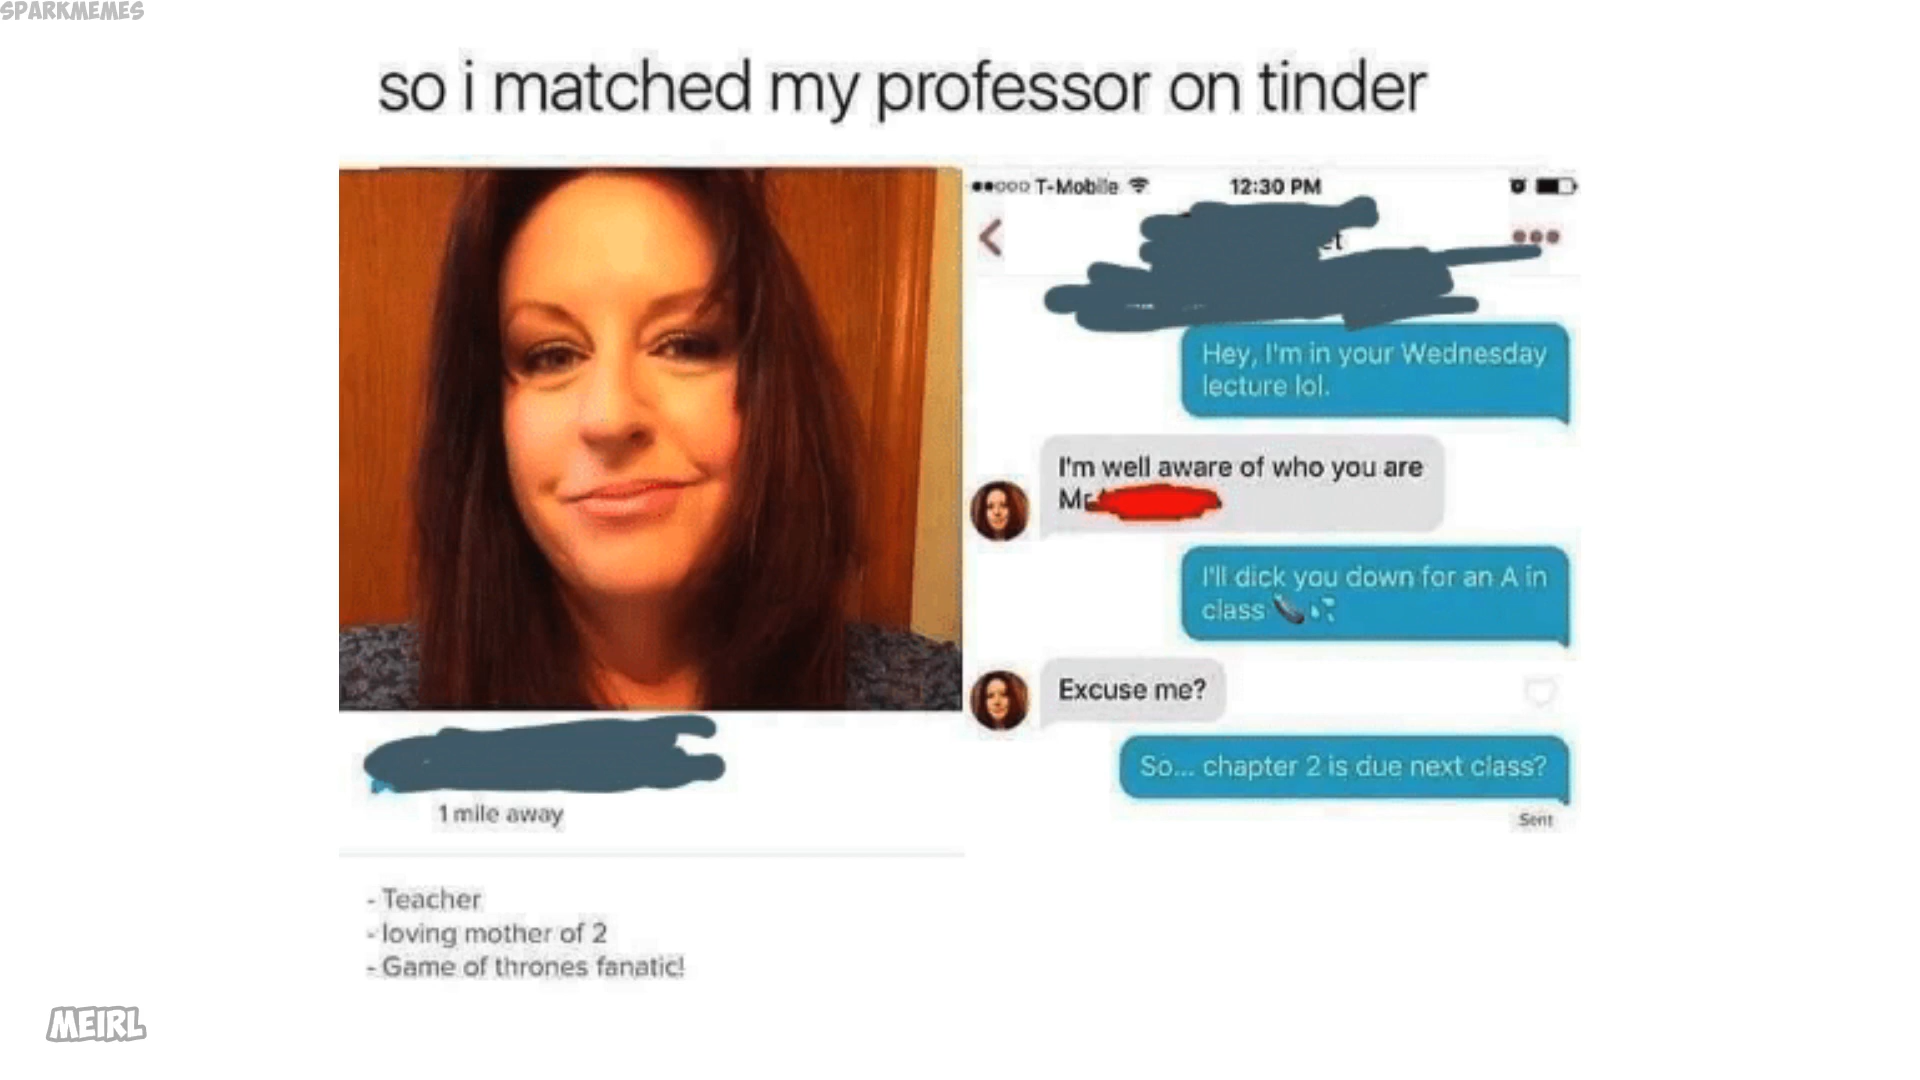 SPARKMEMES
so i matched my professor on tinder
T-Mobile 12:30 PM
et
Hey, I'm in your Wednesday
lecture lol.
I'm well aware of who you are
Mr
I'll dick you down for an A in
class 🍆💦
Excuse me?
So... chapter 2 is due next class?
Sent
1 mile away
- Teacher
- loving mother of 2
- Game of thrones fanatic!
MEIRL